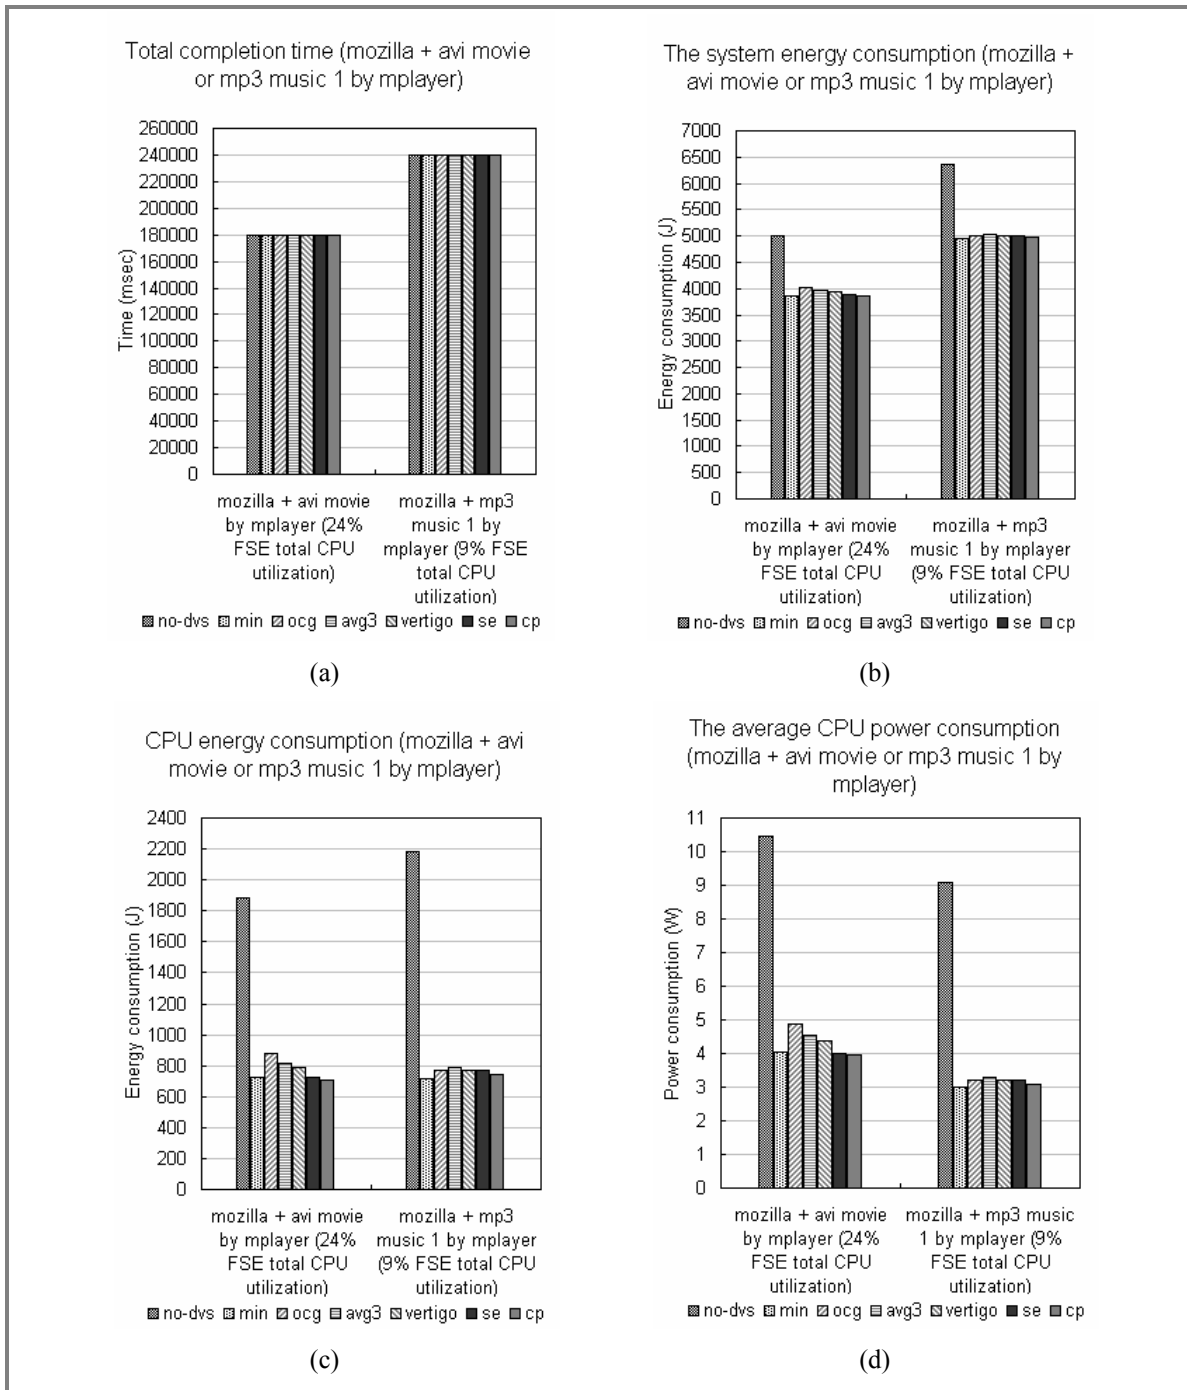 Total completion time (mozilla + avi movie
or mp3 music 1 by mplayer)
Time (msec)
260000
240000
220000
200000
180000
160000
140000
120000
100000
80000
60000
40000
20000
0
mozilla + avi movie
by mplayer (24%
FSE total CPU
utilization)
mozilla + mp3
music 1 by
mplayer (9% FSE
total CPU
utilization)
no-dvs min ocg avg3 vertigo se cp
(a)
The system energy consumption (mozilla +
avi movie or mp3 music 1 by mplayer)
Energy consumption (J)
7000
6500
6000
5500
5000
4500
4000
3500
3000
2500
2000
1500
1000
500
0
mozilla + avi movie
by mplayer (24%
FSE total CPU
utilization)
mozilla + mp3
music 1 by mplayer
(9% FSE total CPU
utilization)
no-dvs min ocg avg3 vertigo se cp
(b)
CPU energy consumption (mozilla + avi
movie or mp3 music 1 by mplayer)
Energy consumption (J)
2400
2200
2000
1800
1600
1400
1200
1000
800
600
400
200
0
mozilla + avi movie
by mplayer (24%
FSE total CPU
utilization)
mozilla + mp3
music 1 by mplayer
(9% FSE total CPU
utilization)
no-dvs min ocg avg3 vertigo se cp
(c)
The average CPU power consumption
(mozilla + avi movie or mp3 music 1 by
mplayer)
Power consumption (W)
11
10
9
8
7
6
5
4
3
2
1
0
mozilla + avi movie
by mplayer (24%
FSE total CPU
utilization)
mozilla + mp3 music
1 by mplayer (9%
FSE total CPU
utilization)
no-dvs min ocg avg3 vertigo se cp
(d)